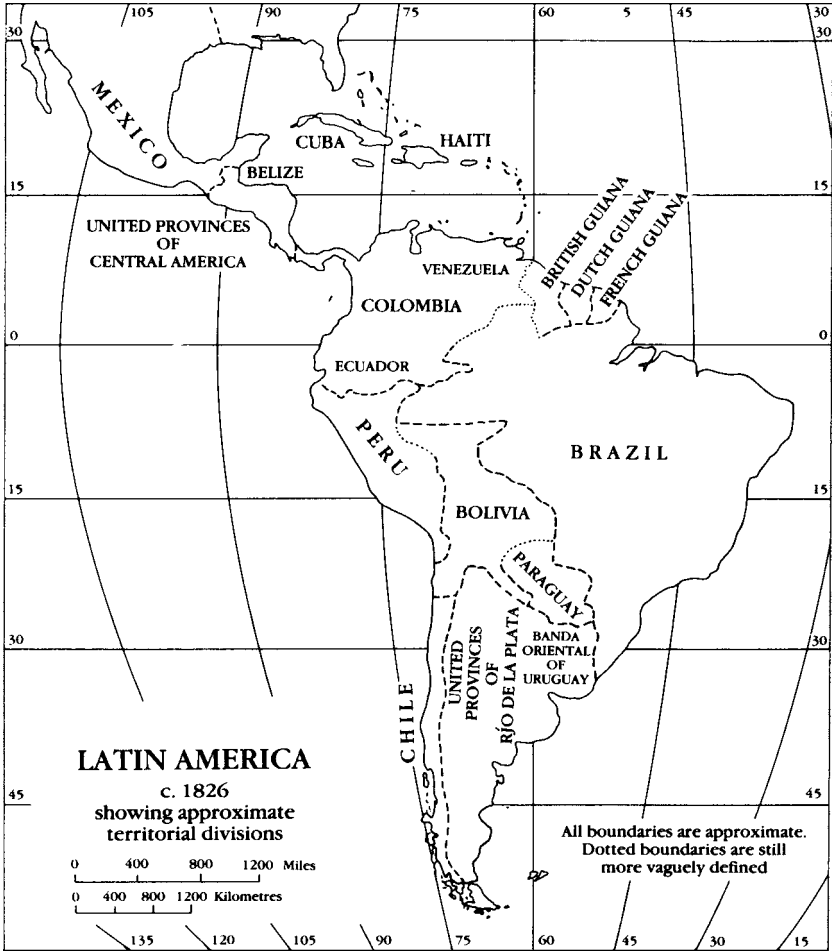 105
90
75
60
5
45
30
30
30
MEXICO
CUBA
HAITI
BELIZE
15
15
UNITED PROVINCES
OF
CENTRAL AMERICA
VENEZUELA
BRITISH GUIANA
DUTCH GUIANA
FRENCH GUIANA
COLOMBIA
0
0
ECUADOR
PERU
BRAZIL
15
15
BOLIVIA
PARAGUAY
30
30
UNITED
PROVINCES
OF
RÍO DE LA PLATA
BANDA
ORIENTAL
OF
URUGUAY
CHILE
LATIN AMERICA
c. 1826
showing approximate
territorial divisions
45
45
0 400 800 1200 Miles
0 400 800 1200 Kilometres
All boundaries are approximate.
Dotted boundaries are still
more vaguely defined
135
120
105
90
75
60
45
30
15